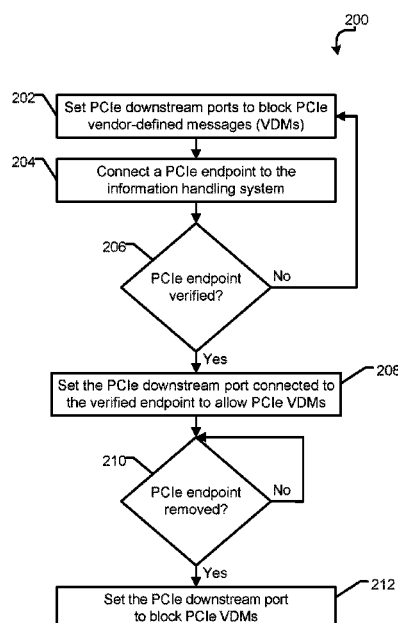 200
202
Set PCIe downstream ports to block PCIe
vendor-defined messages (VDMs)
204
Connect a PCIe endpoint to the
information handling system
206
PCIe endpoint
verified?
No
Yes
Set the PCIe downstream port connected to
the verified endpoint to allow PCIe VDMs
208
210
PCIe endpoint
removed?
No
Yes
Set the PCIe downstream port
to block PCIe VDMs
212